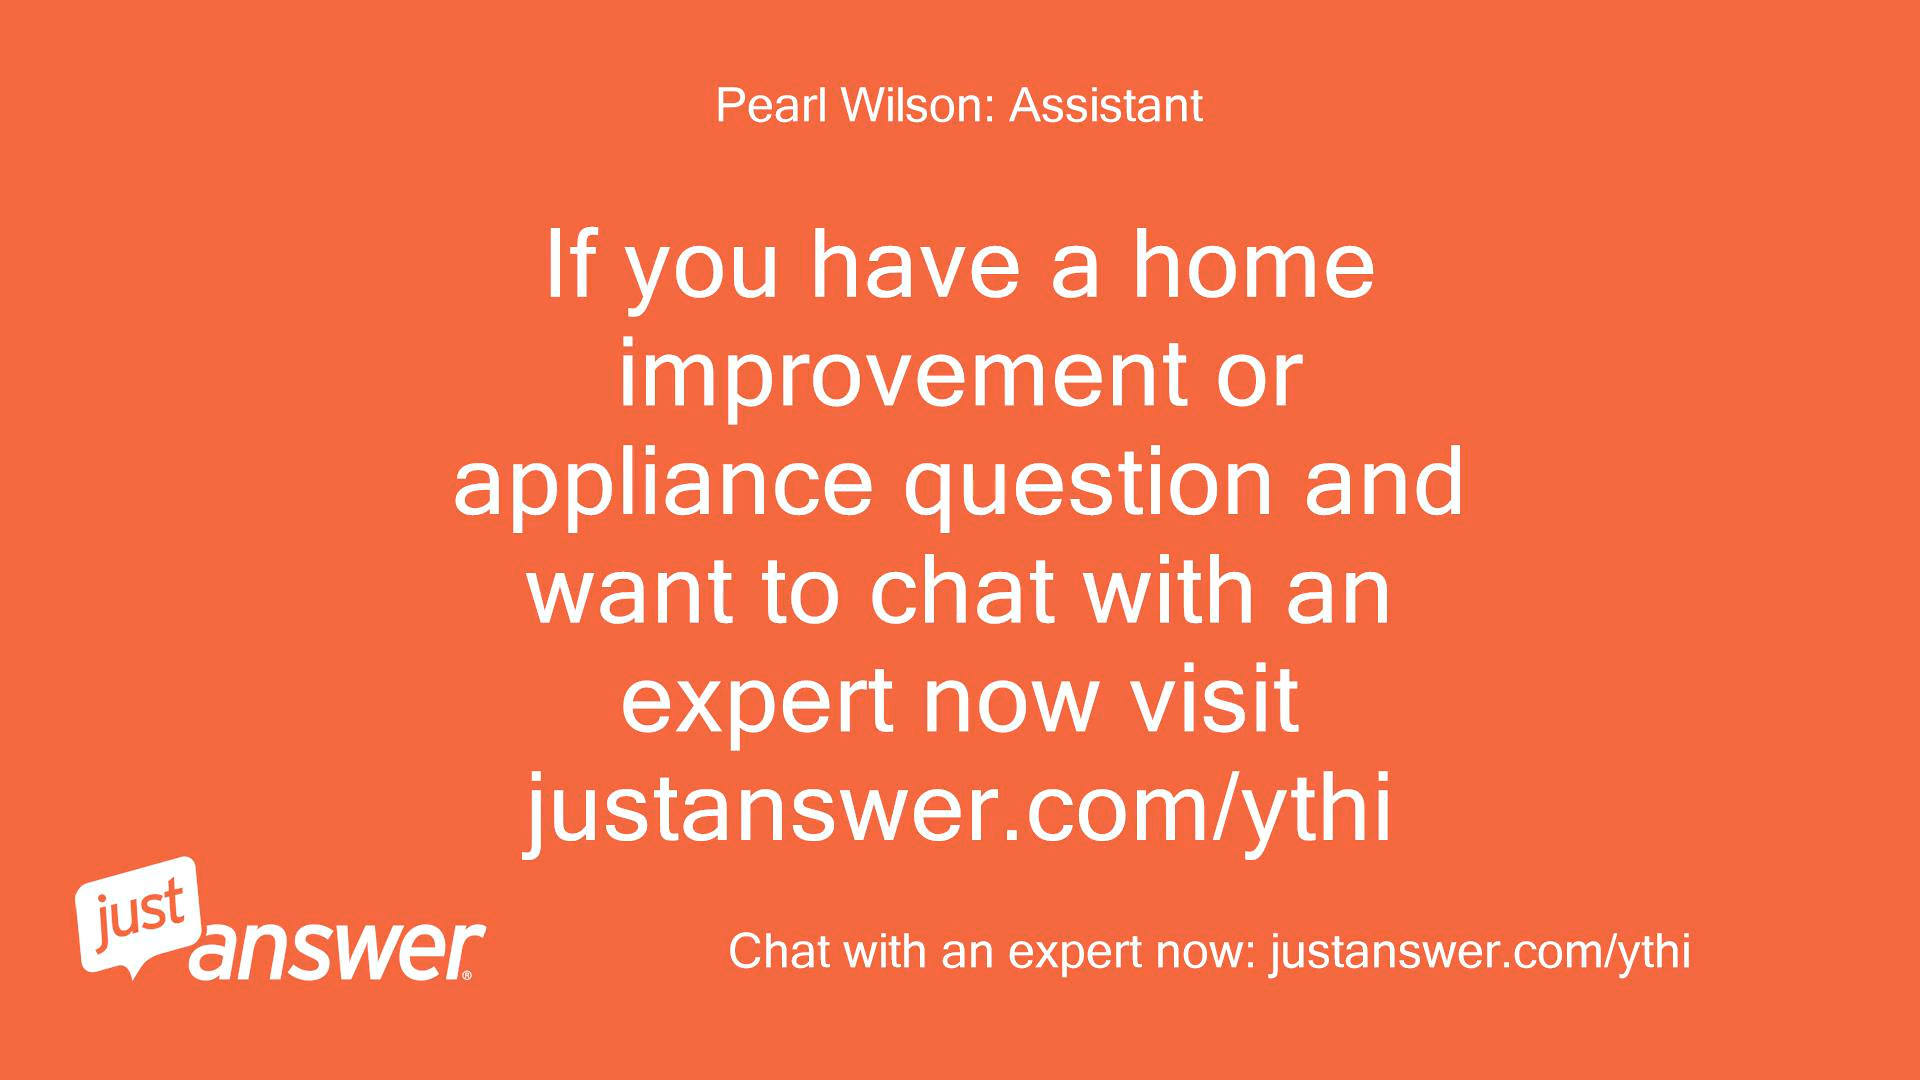 Pearl Wilson: Assistant
If you have a home
improvement or
appliance question and
want to chat with an
expert now visit
justanswer.com/ythi
just
answer®
Chat with an expert now: justanswer.com/ythi